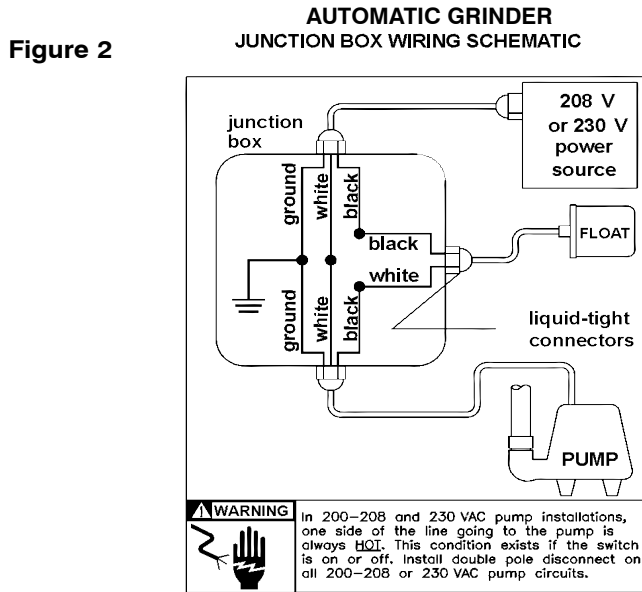 AUTOMATIC GRINDER
JUNCTION BOX WIRING SCHEMATIC
Figure 2
208 V
or 230 V
power
source
junction
box
ground
white
black
black
FLOAT
white
ground
white
black
liquid-tight
connectors
PUMP
WARNING
In 200-208 and 230 VAC pump installations,
one side of the line going to the pump is
always HOT. This condition exists if the switch
is on or off. Install double pole disconnect on
all 200-208 or 230 VAC pump circuits.